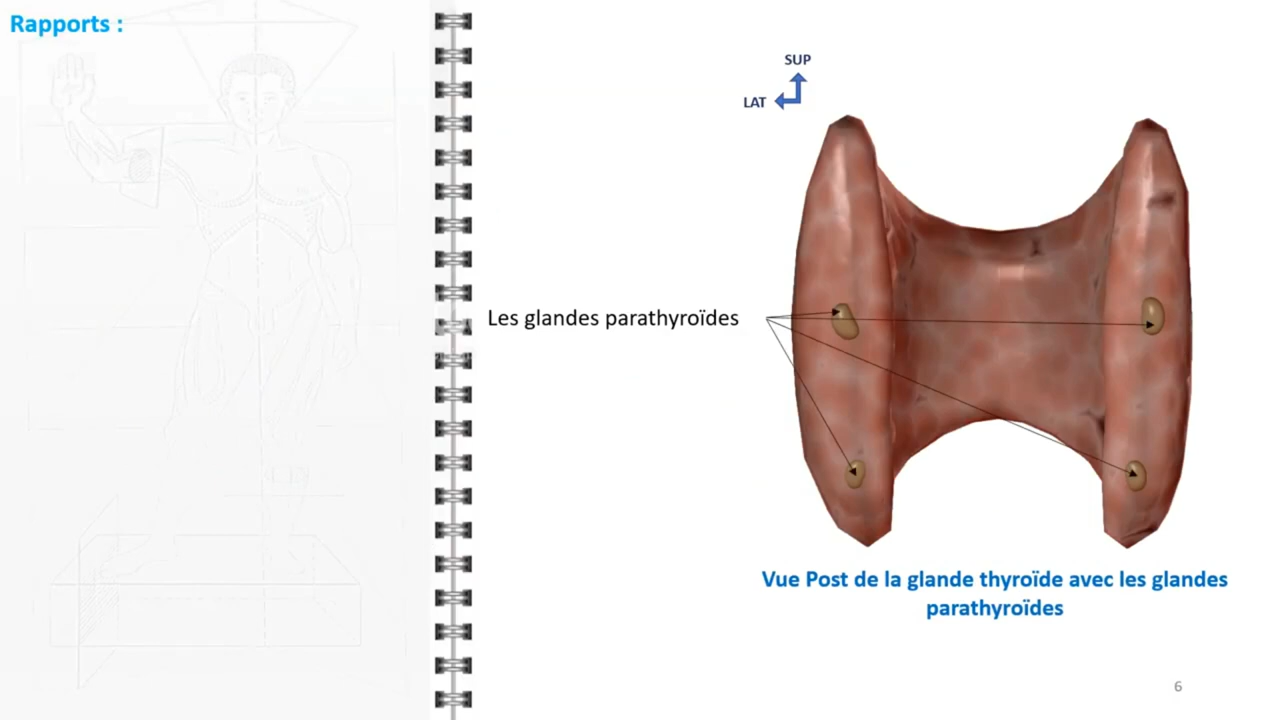 Rapports :
SUP
LAT
Les glandes parathyroïdes
Vue Post de la glande thyroïde avec les glandes
parathyroïdes
6